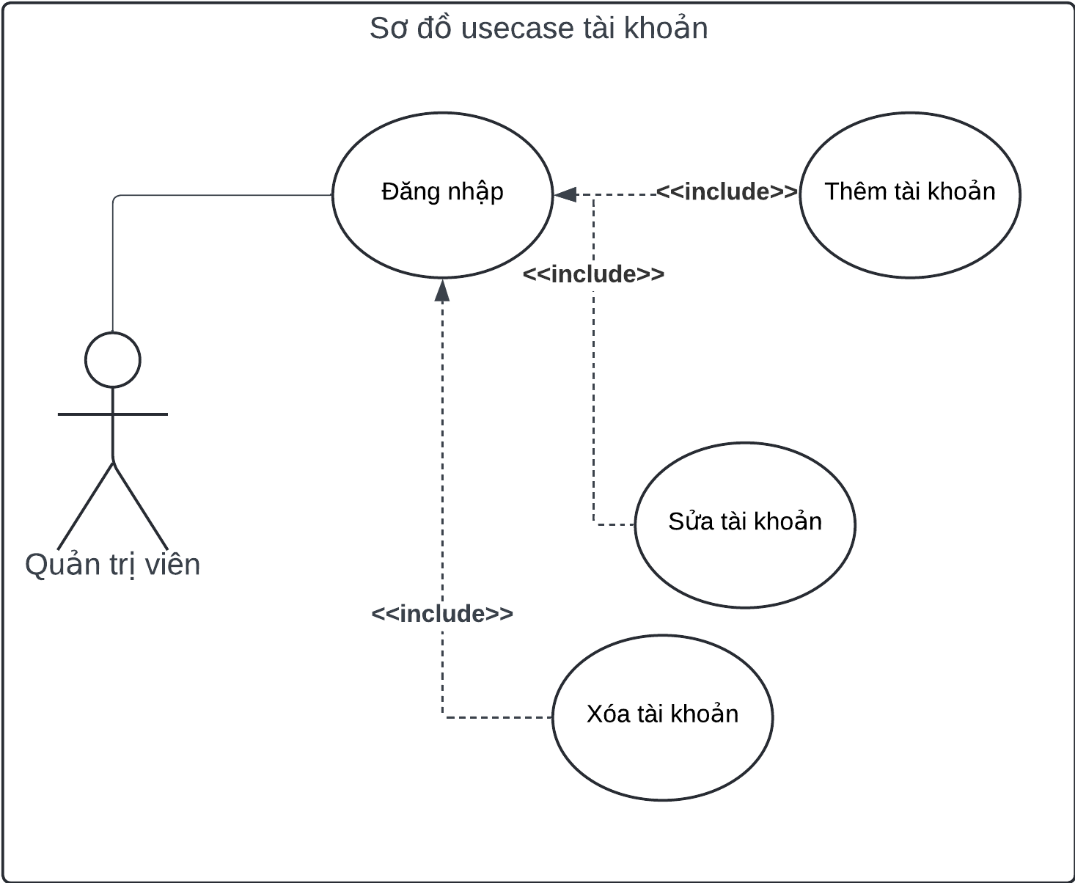 Sơ đồ usecase tài khoản
Đăng nhập
<<include>>
Thêm tài khoản
<<include>>
Sửa tài khoản
Quản trị viên
<<include>>
Xóa tài khoản